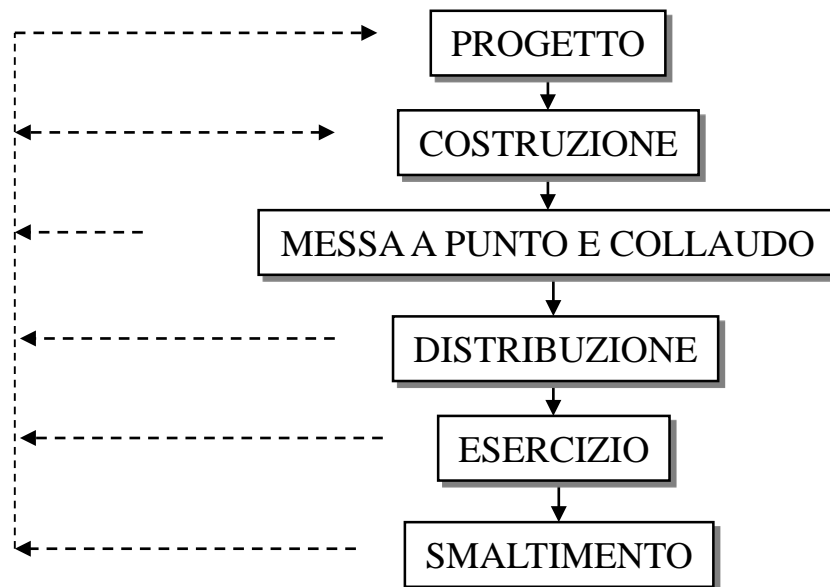 PROGETTO
COSTRUZIONE
MESSA A PUNTO E COLLAUDO
DISTRIBUZIONE
ESERCIZIO
SMALTIMENTO